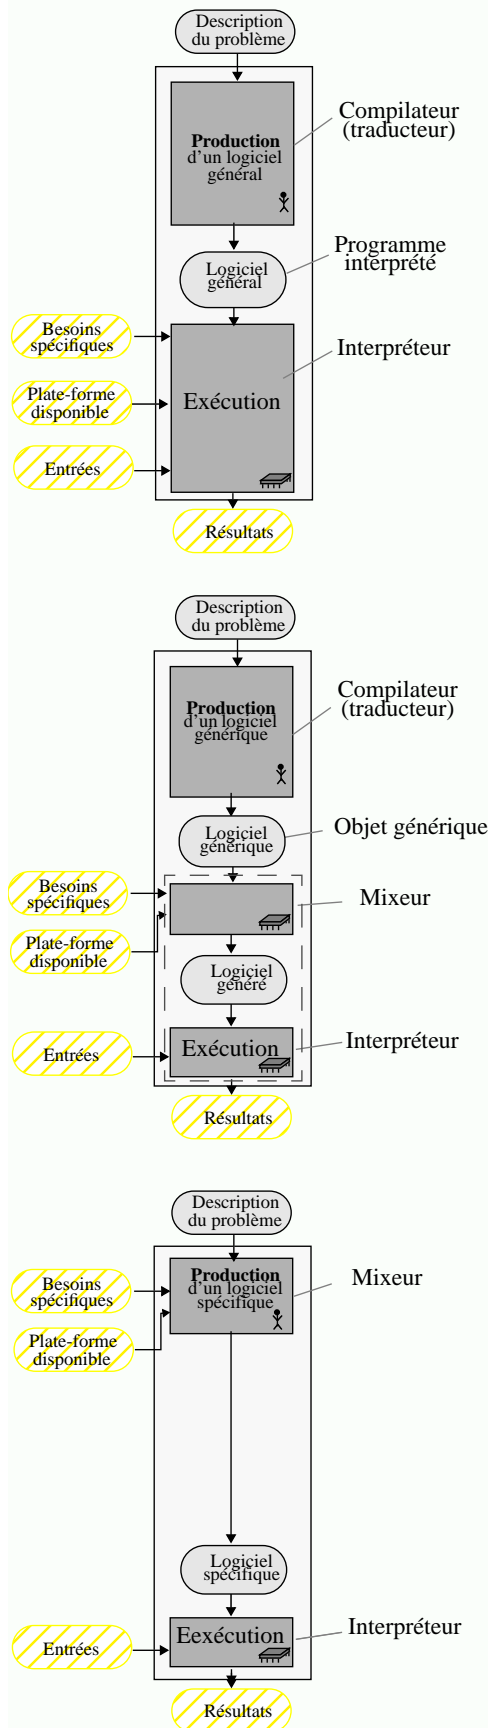 Description
du problème
Compilateur
(traducteur)
Production
d'un logiciel
général
Programme
interprété
Logiciel
général
Besoins
spécifiques
Interpréteur
Plate-forme
disponible
Exécution
Entrées
Résultats
Description
du problème
Compilateur
(traducteur)
Production
d'un logiciel
générique
Objet générique
Logiciel
générique
Besoins
spécifiques
Mixeur
Plate-forme
disponible
Logiciel
généré
Interpréteur
Exécution
Entrées
Résultats
Description
du problème
Mixeur
Production
d'un logiciel
spécifique
Besoins
spécifiques
Plate-forme
disponible
Logiciel
spécifique
Interpréteur
Eexécution
Entrées
Résultats